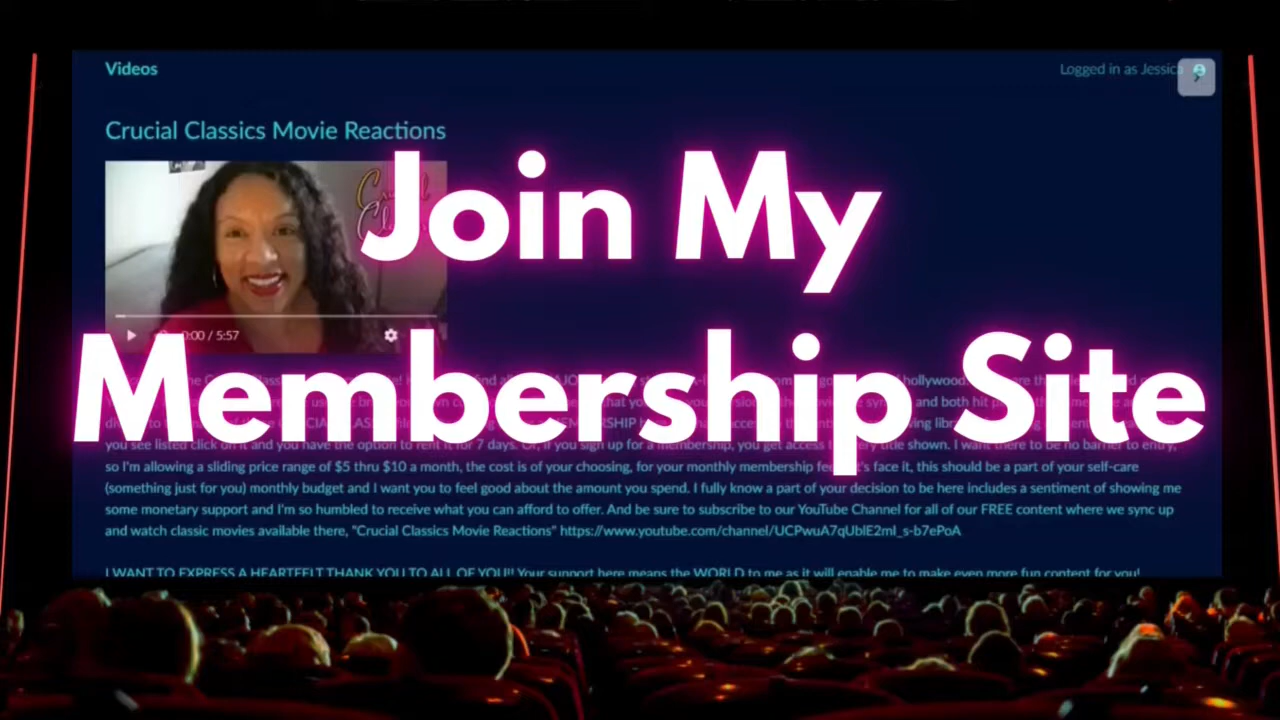 Videos
Logged in as Jessica
Crucial Classics Movie Reactions
Join My
0:00 / 5:57
Membership Site
you see listed click on it and you have the option to rent it for 7 days. Or, if you sign up for a membership, you get access title shown. I want there to be no barrier to entry,
so I'm allowing a sliding price range of $5 thru $10 a month, the cost is of your choosing, for your monthly membership face it, this should be a part of your self-care
(something just for you) monthly budget and I want you to feel good about the amount you spend. I fully know a part of your decision to be here includes a sentiment of showing me
some monetary support and I'm so humbled to receive what you can afford to offer. And be sure to subscribe to our YouTube Channel for all of our FREE content where we sync up
and watch classic movies available there, "Crucial Classics Movie Reactions" https://www.youtube.com/channel/UCPwuA7qUblE2ml_s-b7ePoA
I WANT TO EXPRESS A HEARTFELT THANK YOU TO ALL OF YOU!! Your support here means the WORLD to me as it will enable me to make even more fun content for you!